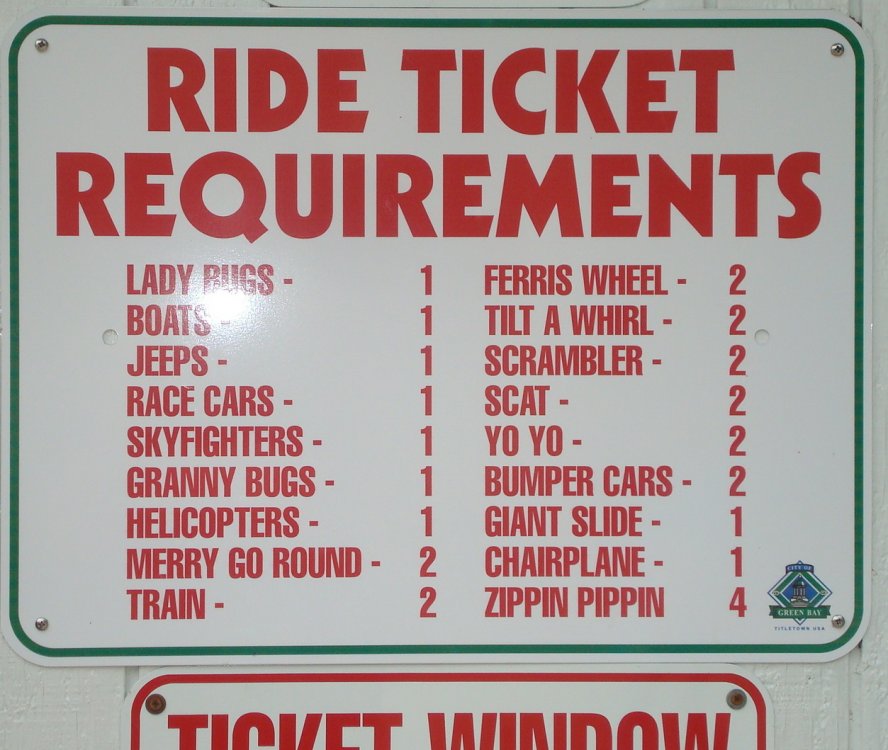 RIDE TICKET
REQUIREMENTS
LADY BUGS - 1
BOATS - 1
JEEPS - 1
RACE CARS - 1
SKYFIGHTERS - 1
GRANNY BUGS - 1
HELICOPTERS - 1
MERRY GO ROUND - 2
TRAIN - 2
FERRIS WHEEL - 2
TILT A WHIRL - 2
SCRAMBLER - 2
SCAT - 2
YO YO - 2
BUMPER CARS - 2
GIANT SLIDE - 1
CHAIRPLANE - 1
ZIPPIN PIPPIN 4
CITY OF
GREEN BAY
TITLETOWN USA
TICKET WINDOW